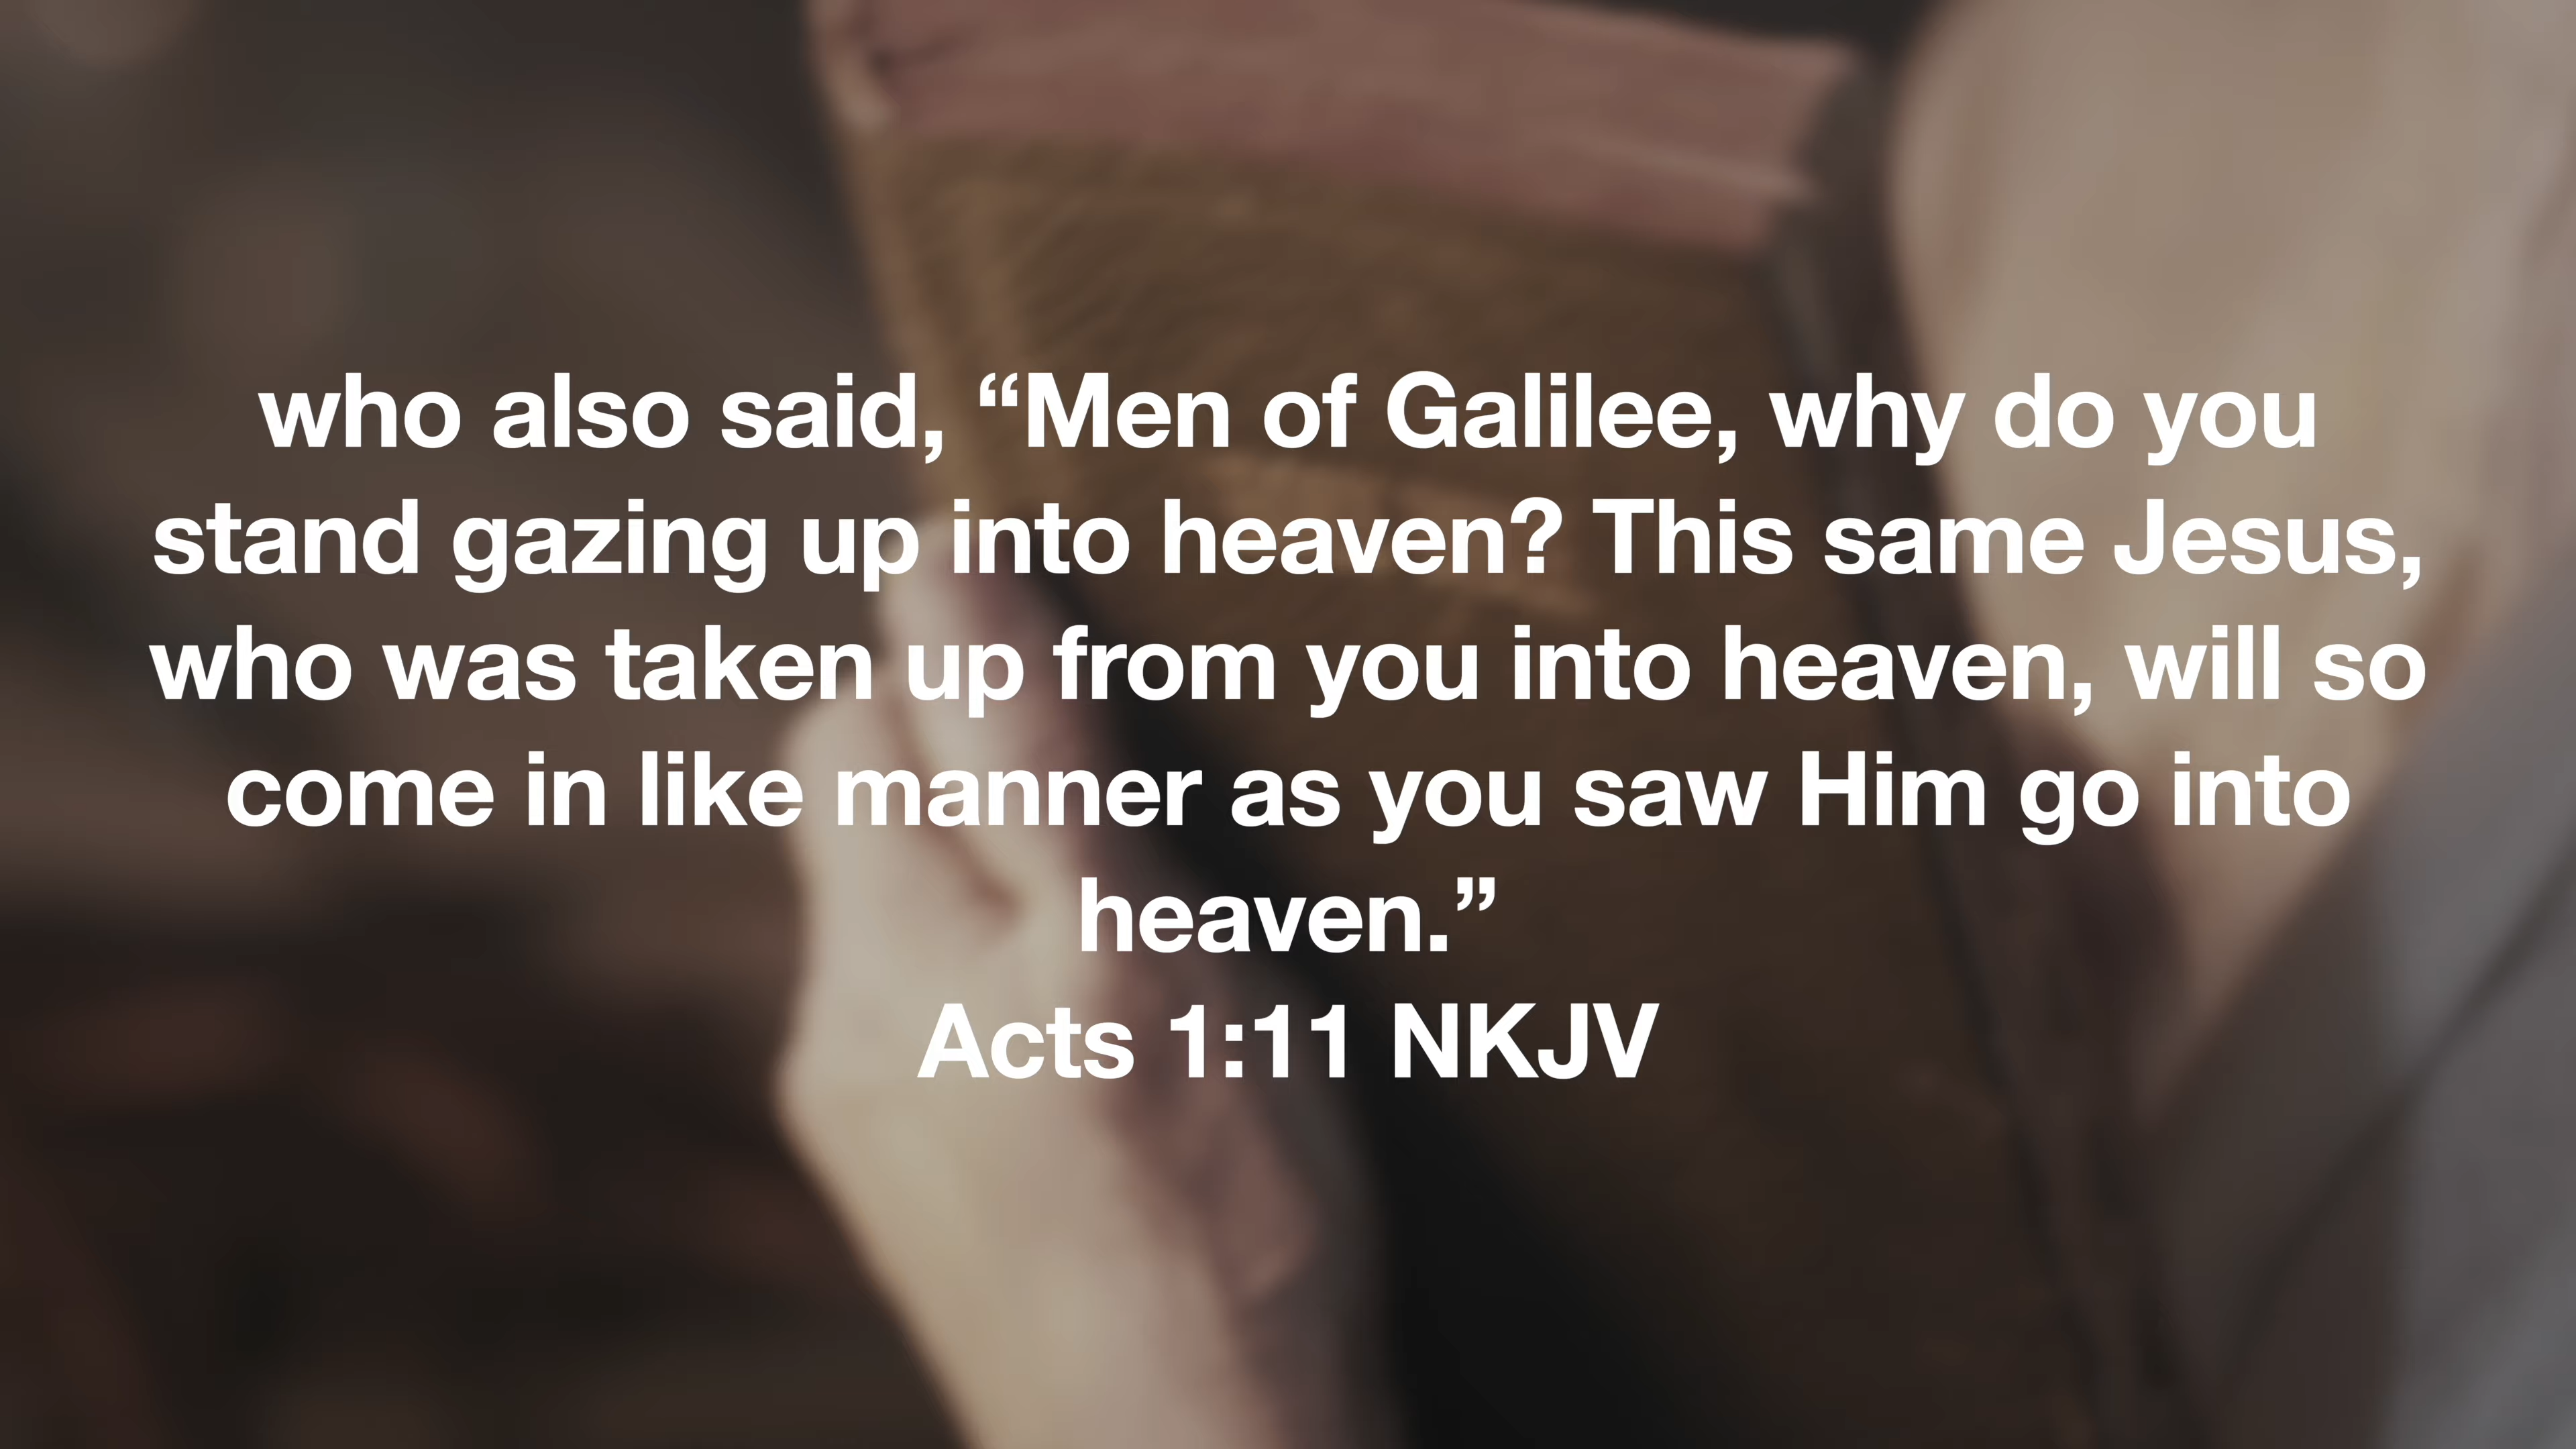 who also said, “Men of Galilee, why do you
stand gazing up into heaven? This same Jesus,
who was taken up from you into heaven, will so
come in like manner as you saw Him go into
heaven.”
Acts 1:11 NKJV